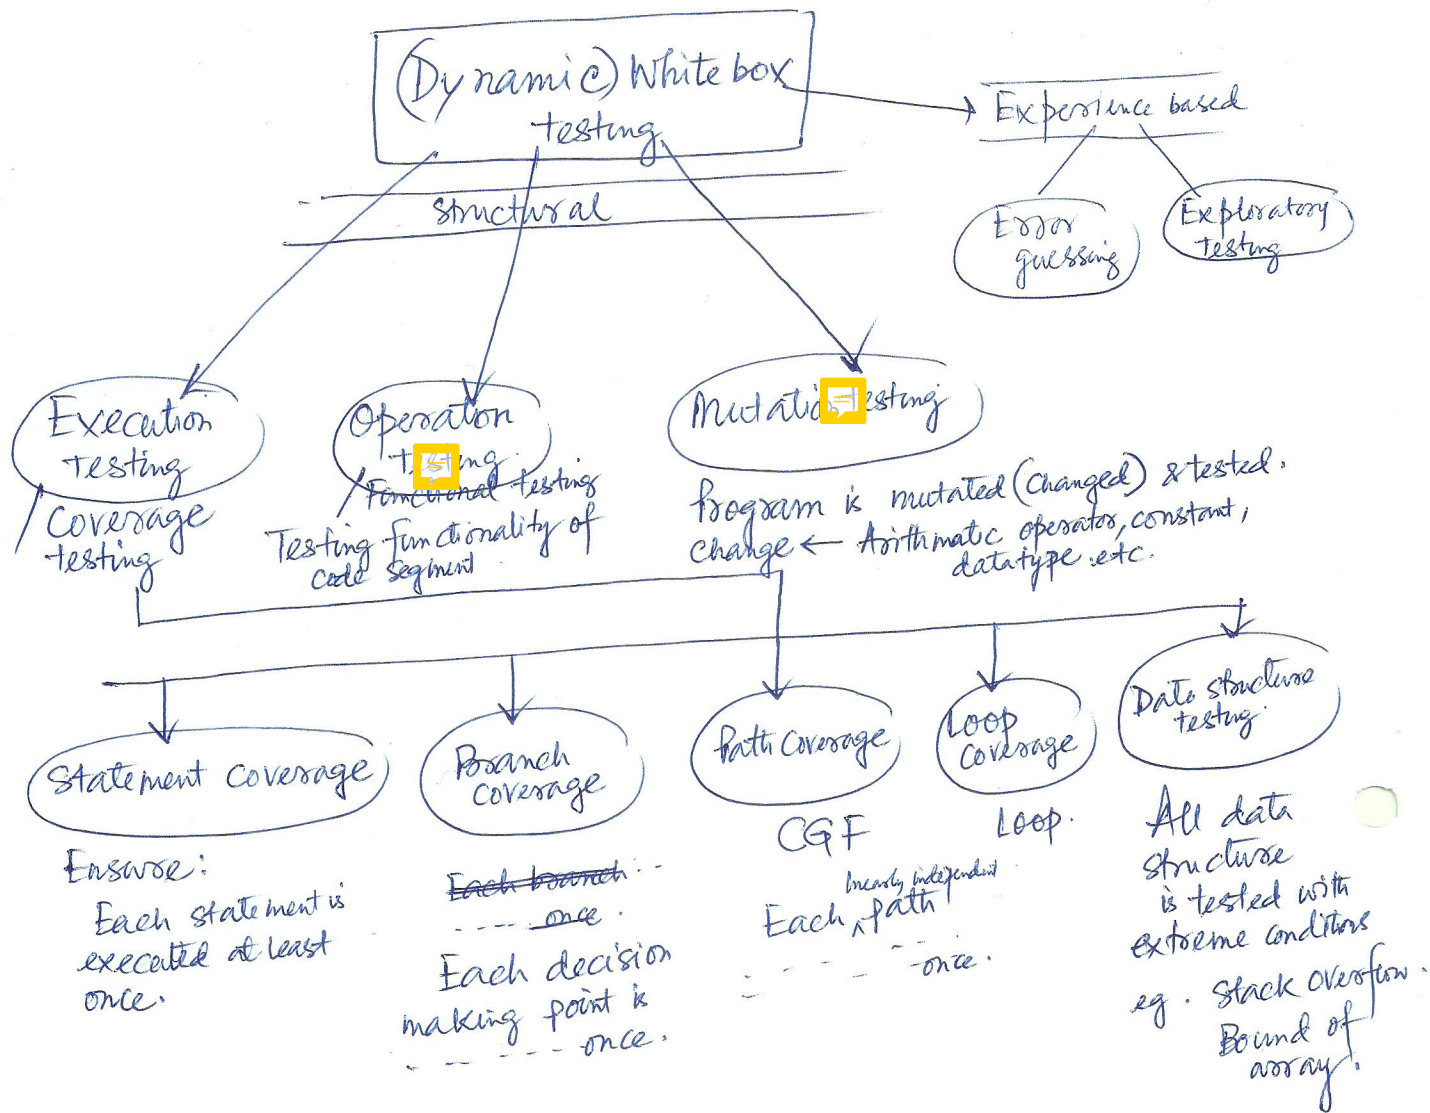 (Dynamic) White box
testing
Experience based
Structural
Error
guessing
Exploratory
Testing
Execution
Testing
/ Coverage
testing
Operation
testing
/ Functional testing
Testing functionality of
code segment
Mutation testing
Program is mutated (Changed) & tested.
Change ← Arithmatic operator, constant,
datatype etc.
Statement coverage
Branch
coverage
Path Coverage
Loop
Coverage
Data structure
testing.
Ensure:
Each statement is
executed at least
once.
Each branch
once.
Each decision
making point is
once.
CGF
linearly independent
Each ^ path
once.
Loop.
All data
structure
is tested with
extreme conditions
eg. Stack overflow.
Bound of
array.